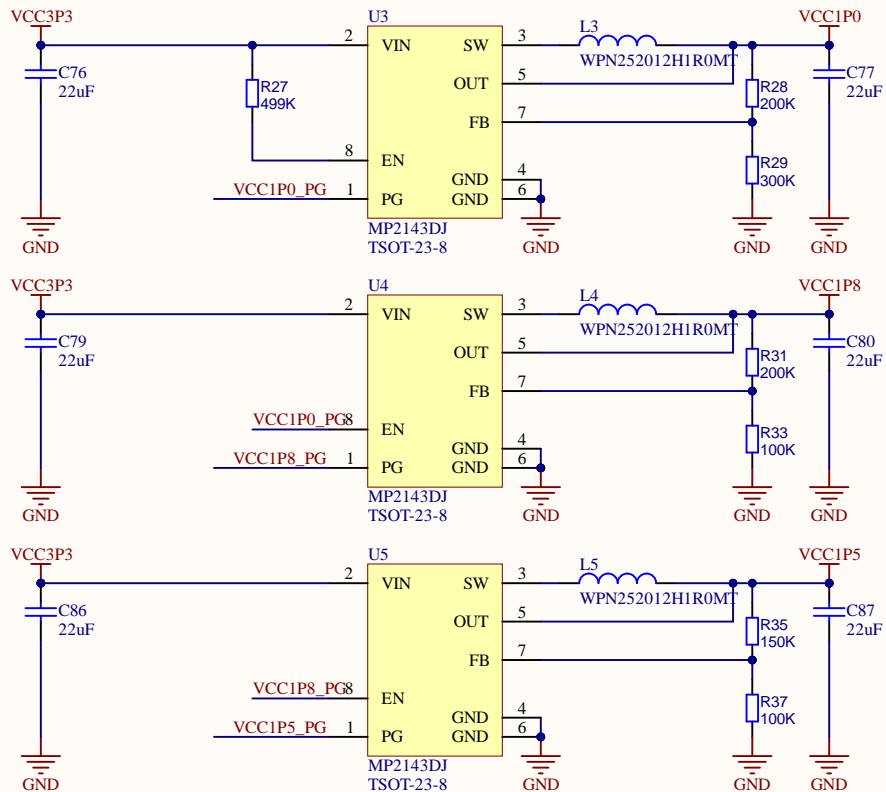 VCC3P3
U3
VCC1P0
2 VIN SW 3
L3
WPN252012H1R0MT
C76
22uF
R27
499K
OUT 5
R28
200K
C77
22uF
FB 7
8 EN
R29
300K
GND 4
VCC1P0_PG 1 PG
GND 6
MP2143DJ
TSOT-23-8
GND
GND
GND
GND
VCC3P3
U4
VCC1P8
2 VIN SW 3
L4
WPN252012H1R0MT
C79
22uF
OUT 5
R31
200K
C80
22uF
FB 7
VCC1P0_PG 8 EN
R33
100K
GND 4
VCC1P8_PG 1 PG
GND 6
MP2143DJ
TSOT-23-8
GND
GND
GND
GND
VCC3P3
U5
VCC1P5
2 VIN SW 3
L5
WPN252012H1R0MT
C86
22uF
OUT 5
R35
150K
C87
22uF
FB 7
VCC1P8_PG 8 EN
R37
100K
GND 4
VCC1P5_PG 1 PG
GND 6
MP2143DJ
TSOT-23-8
GND
GND
GND
GND